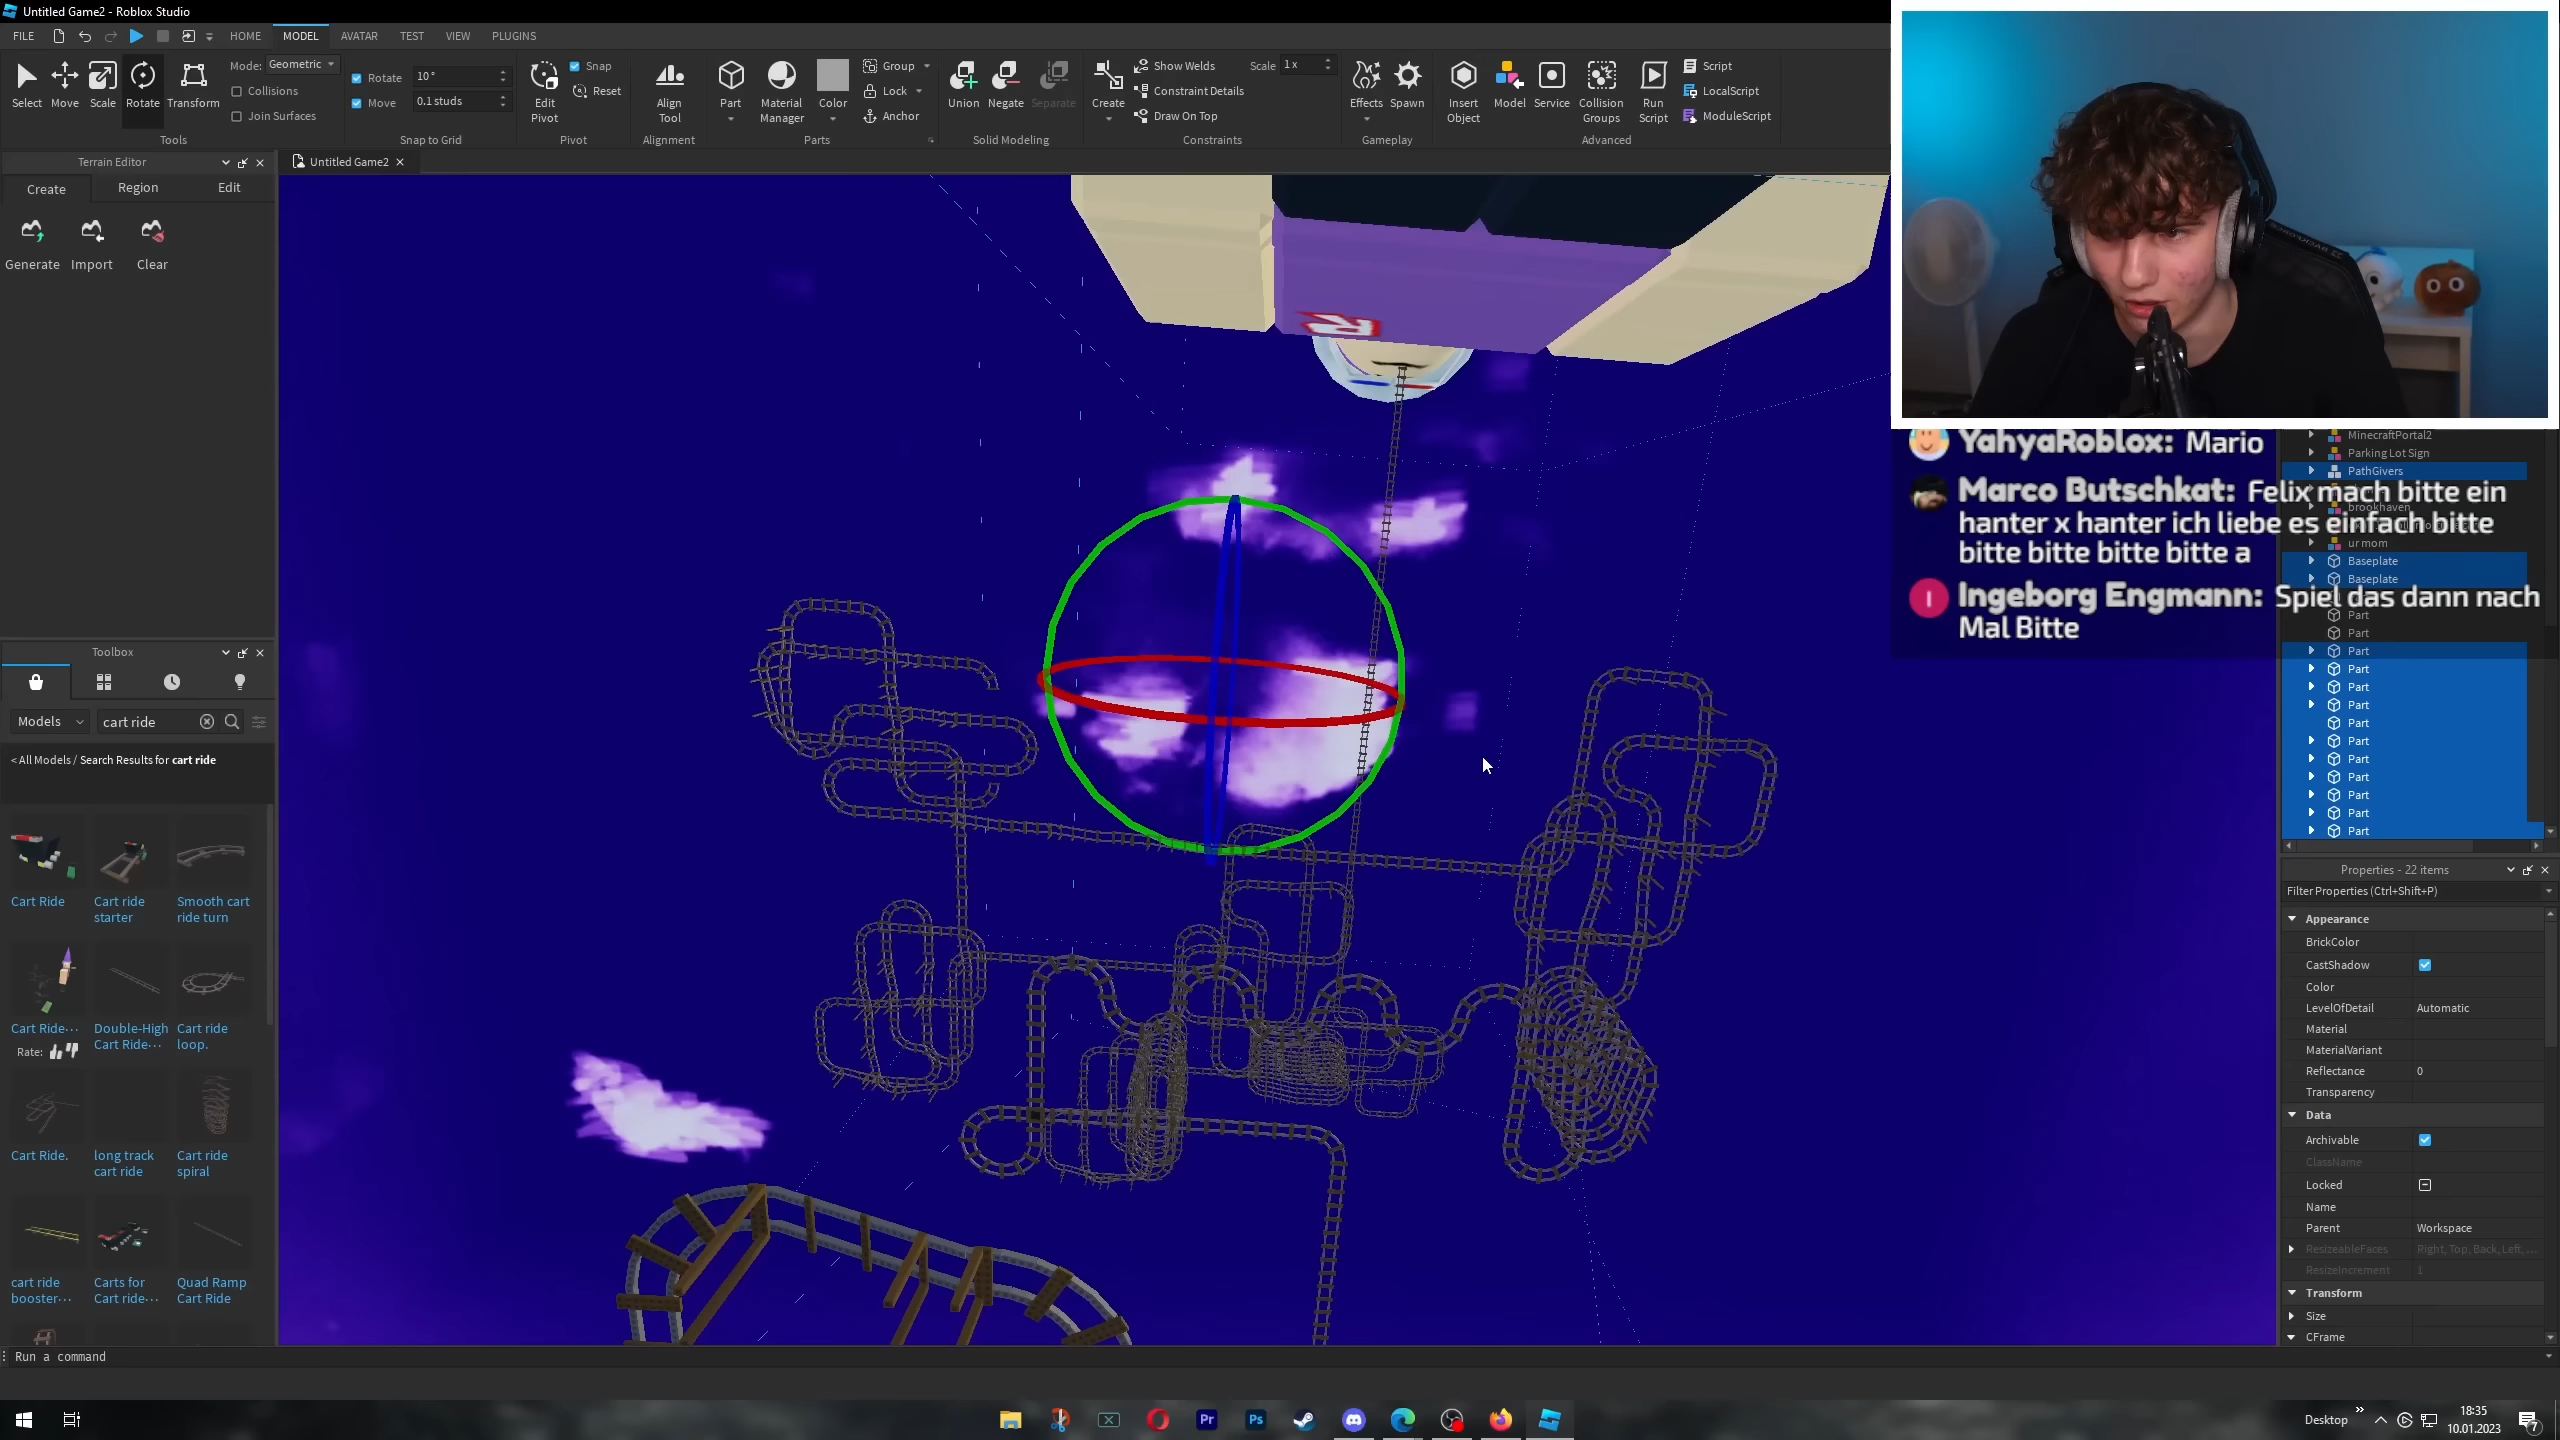 Untitled Game2 - Roblox Studio
FILE HOME MODEL AVATAR TEST VIEW PLUGINS
Select Move Scale Rotate Transform
Mode: Geometric
Collisions
Join Surfaces
Tools
Rotate 10°
Move 0.1 studs
Snap to Grid
Edit
Pivot
Snap
Reset
Pivot
Align
Tool
Alignment
Part
Material
Manager
Color
Group
Lock
Anchor
Parts
Union Negate Separate
Solid Modeling
Create
Show Welds
Constraint Details
Draw On Top
Scale 1 x
Constraints
Effects Spawn
Gameplay
Insert
Object
Model
Service
Collision
Groups
Run
Script
Script
LocalScript
ModuleScript
Advanced
Terrain Editor
Create Region Edit
Generate Import Clear
Untitled Game2
R
Toolbox
Models cart ride
< All Models / Search Results for cart ride
Cart Ride
Cart ride
starter
Smooth cart
ride turn
Cart Ride...
Rate:
Double-High
Cart Ride...
Cart ride
loop.
Cart Ride.
long track
cart ride
Cart ride
spiral
cart ride
booster...
Carts for
Cart ride...
Quad Ramp
Cart Ride
YahyaRoblox: Mario
Marco Butschkat: Felix mach bitte ein
hanter x hanter ich liebe es einfach bitte
bitte bitte bitte bitte a
Ingeborg Engmann: Spiel das dann nach
Mal Bitte
MinecraftPortal2
Parking Lot Sign
PathGivers
brookhaven
ur mom
Baseplate
Baseplate
Part
Part
Part
Part
Part
Part
Part
Part
Part
Part
Part
Part
Part
Properties - 22 items
Filter Properties (Ctrl+Shift+P)
Appearance
BrickColor
CastShadow
Color
LevelOfDetail Automatic
Material
MaterialVariant
Reflectance 0
Transparency
Data
Archivable
ClassName
Locked
Name
Parent Workspace
ResizeableFaces Right, Top, Back, Left, ...
ResizeIncrement 1
Transform
Size
CFrame
Run a command
Pr Ps
Desktop
18:35
10.01.2023
7